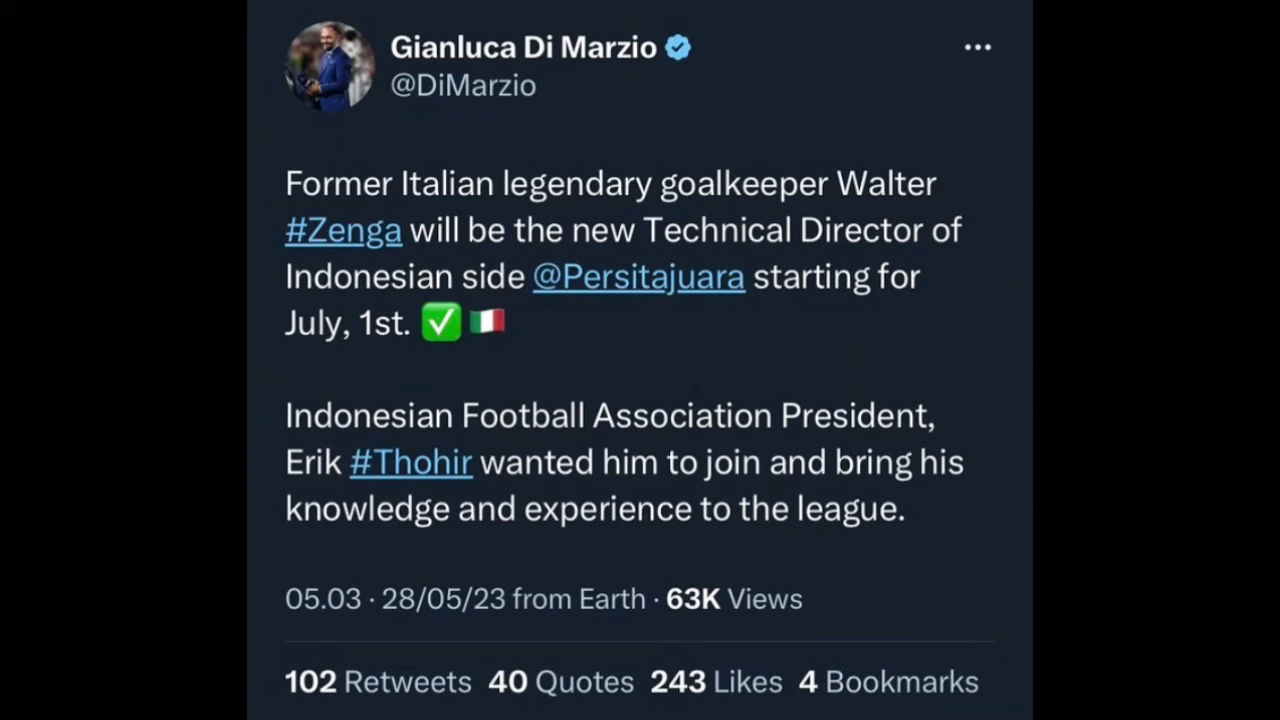 Gianluca Di Marzio
@DiMarzio
Former Italian legendary goalkeeper Walter
#Zenga will be the new Technical Director of
Indonesian side @Persitajuara starting for
July, 1st. ✅🇮🇹
Indonesian Football Association President,
Erik #Thohir wanted him to join and bring his
knowledge and experience to the league.
05.03 · 28/05/23 from Earth · 63K Views
102 Retweets 40 Quotes 243 Likes 4 Bookmarks